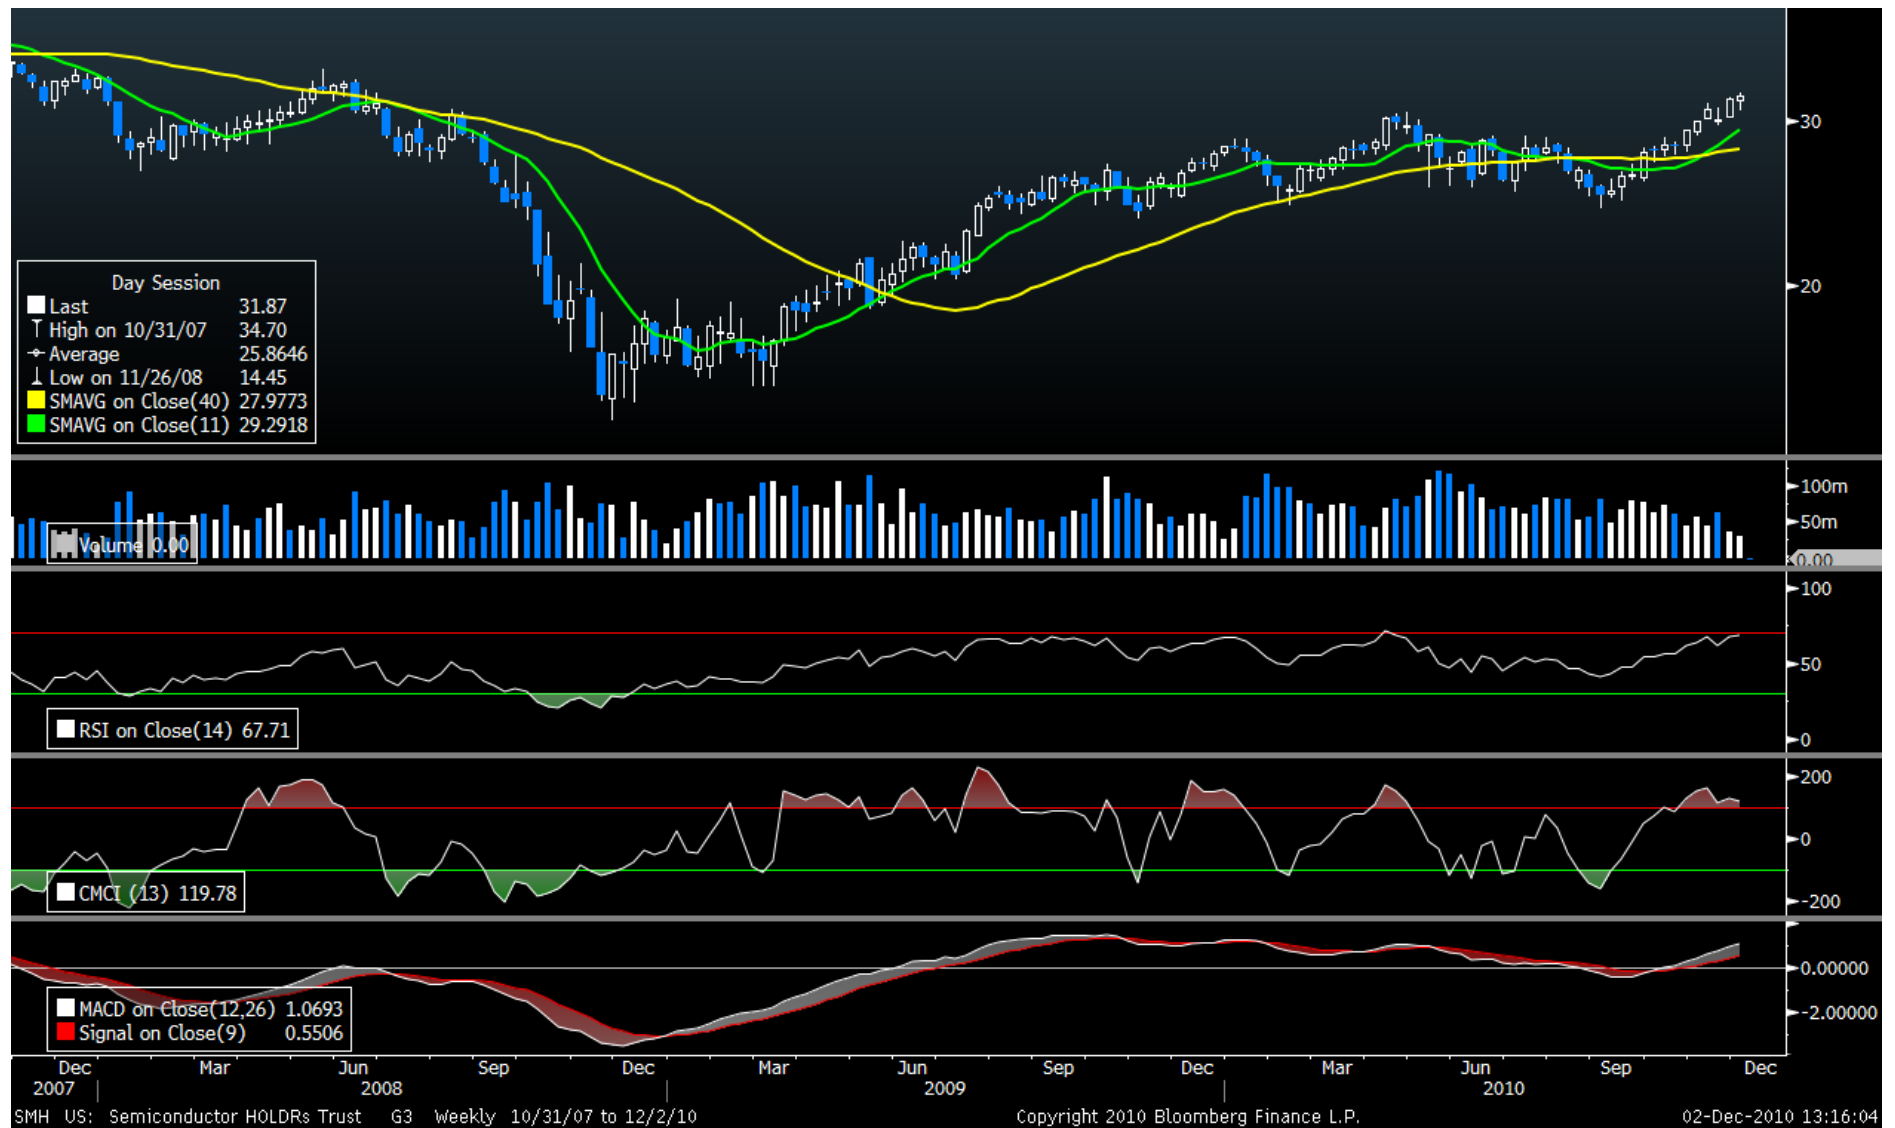 30
20
Day Session
Last 31.87
High on 10/31/07 34.70
Average 25.8646
Low on 11/26/08 14.45
SMAVG on Close(40) 27.9773
SMAVG on Close(11) 29.2918
100m
50m
Volume 0.00
0.00
100
50
RSI on Close(14) 67.71
0
200
0
CMCI (13) 119.78
-200
0.00000
MACD on Close(12,26) 1.0693
-2.00000
Signal on Close(9) 0.5506
Dec Mar Jun Sep Dec Mar Jun Sep Dec Mar Jun Sep Dec
2007 2008 2009 2010
SMH US: Semiconductor HOLDRs Trust G3 Weekly 10/31/07 to 12/2/10 Copyright 2010 Bloomberg Finance L.P. 02-Dec-2010 13:16:04